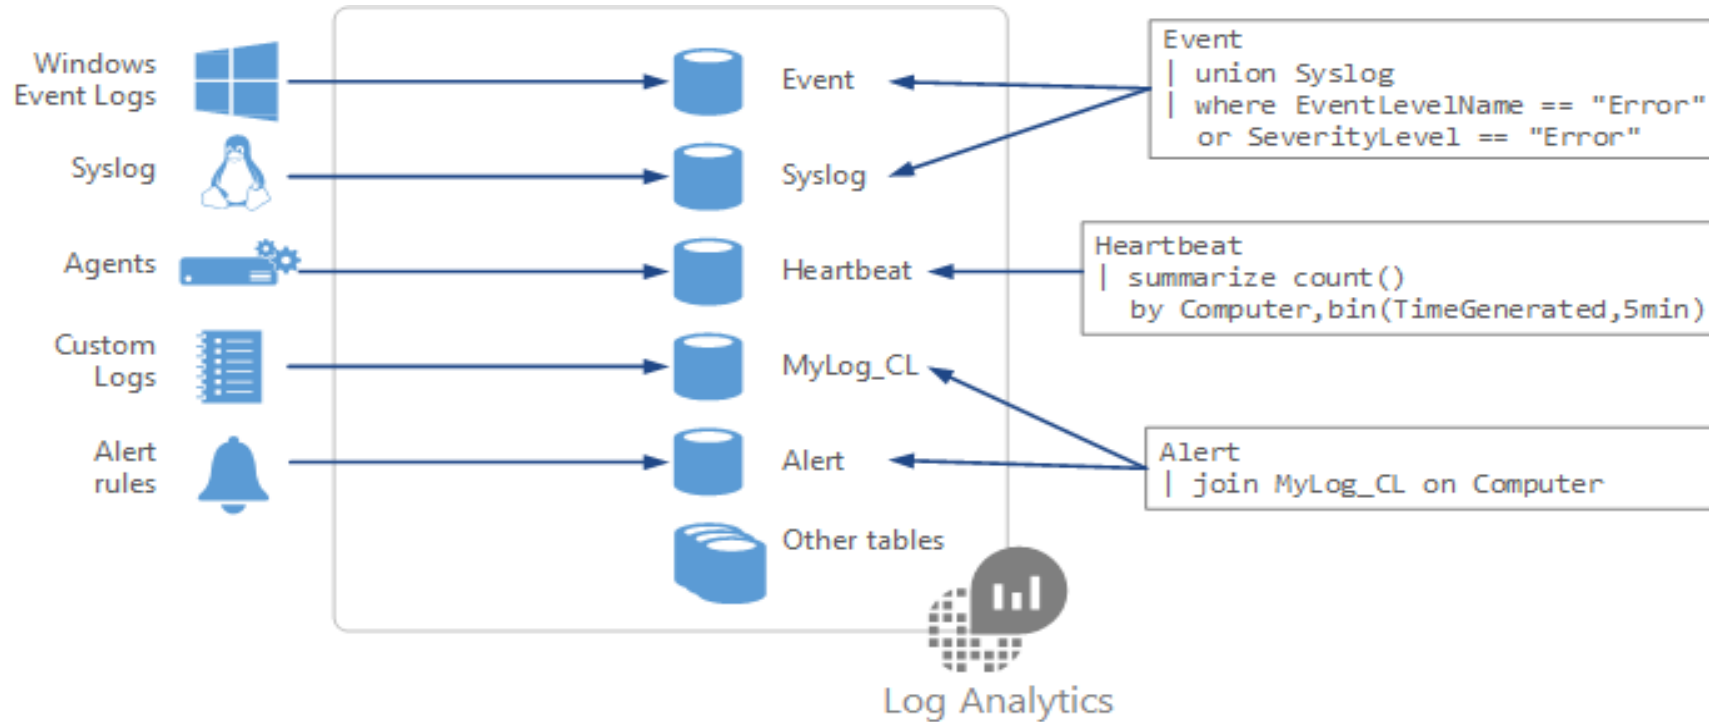 Windows
Event Logs
Event
Event
| union Syslog
| where EventLevelName == "Error"
or SeverityLevel == "Error"
Syslog
Syslog
Agents
Heartbeat
Heartbeat
| summarize count()
by Computer,bin(TimeGenerated,5min)
Custom
Logs
MyLog_CL
Alert
rules
Alert
Alert
| join MyLog_CL on Computer
Other tables
Log Analytics